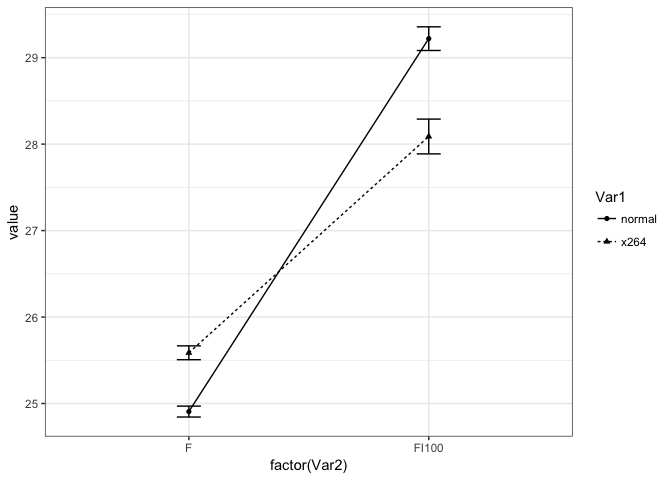 29
28
27
26
25
value
F
FI100
factor(Var2)
Var1
normal
x264